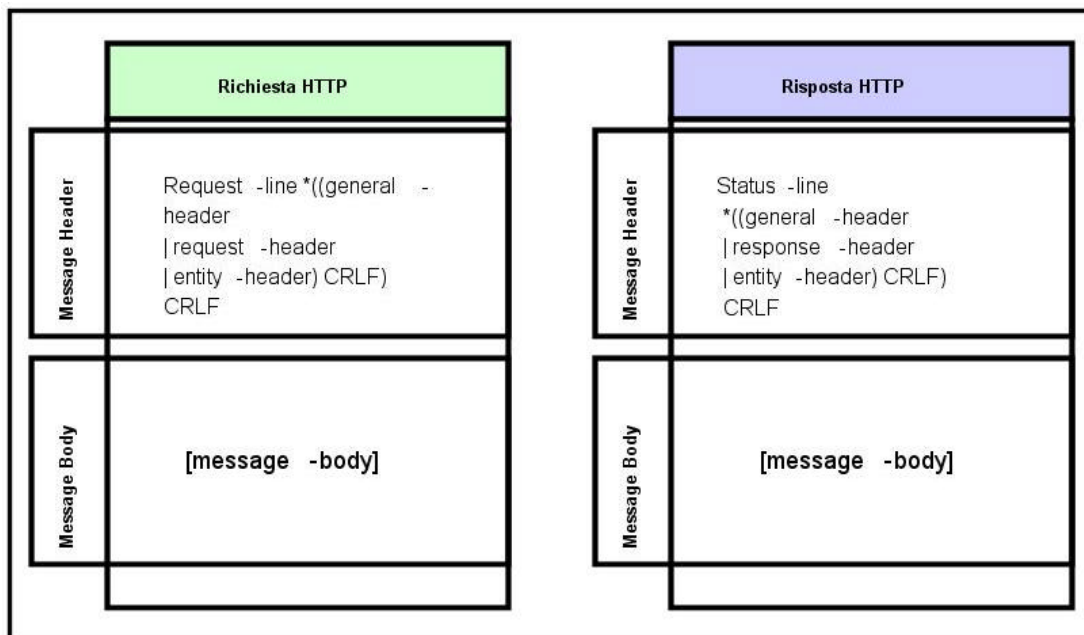 Richiesta HTTP
Message Header
Request -line *((general -
header
| request -header
| entity -header) CRLF)
CRLF
Message Body
[message -body]
Risposta HTTP
Message Header
Status -line
*((general -header
| response -header
| entity -header) CRLF)
CRLF
Message Body
[message -body]